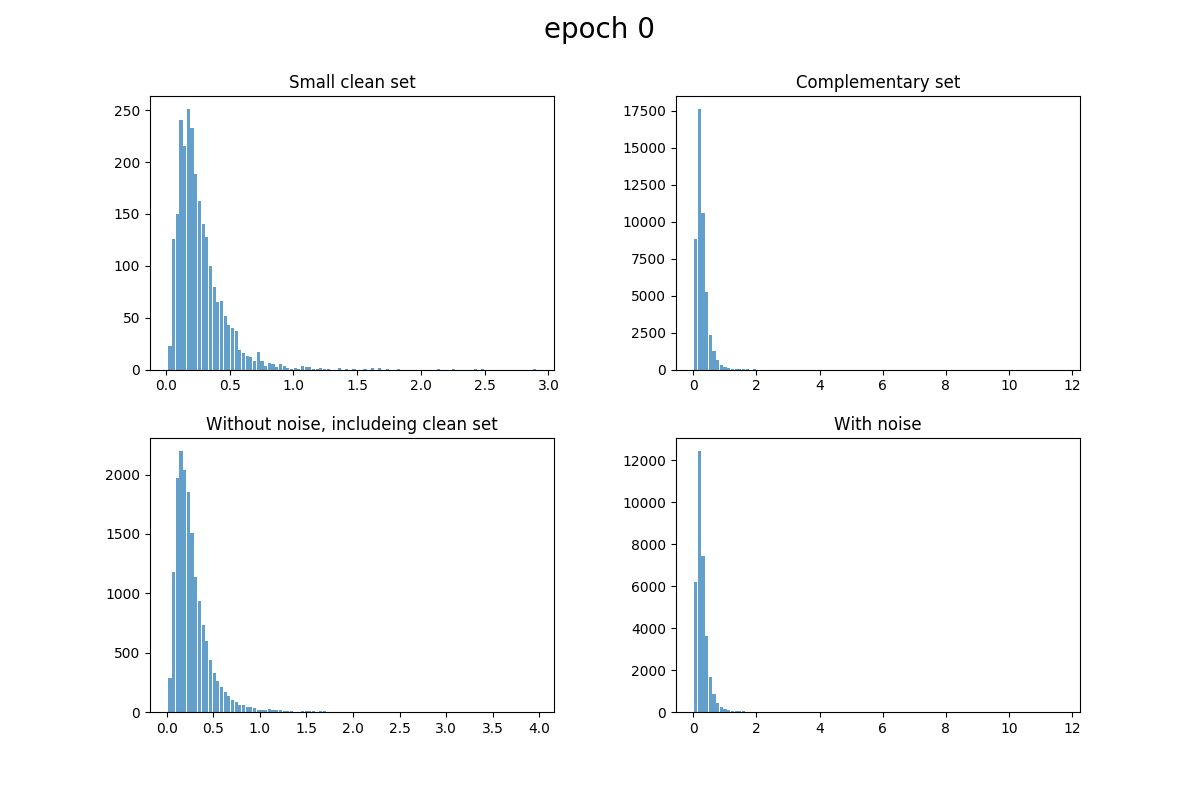 epoch 0
Small clean set
250
200
150
100
50
0
0.0 0.5 1.0 1.5 2.0 2.5 3.0
Complementary set
17500
15000
12500
10000
7500
5000
2500
0
0 2 4 6 8 10 12
Without noise, includeing clean set
2000
1500
1000
500
0
0.0 0.5 1.0 1.5 2.0 2.5 3.0 3.5 4.0
With noise
12000
10000
8000
6000
4000
2000
0
0 2 4 6 8 10 12